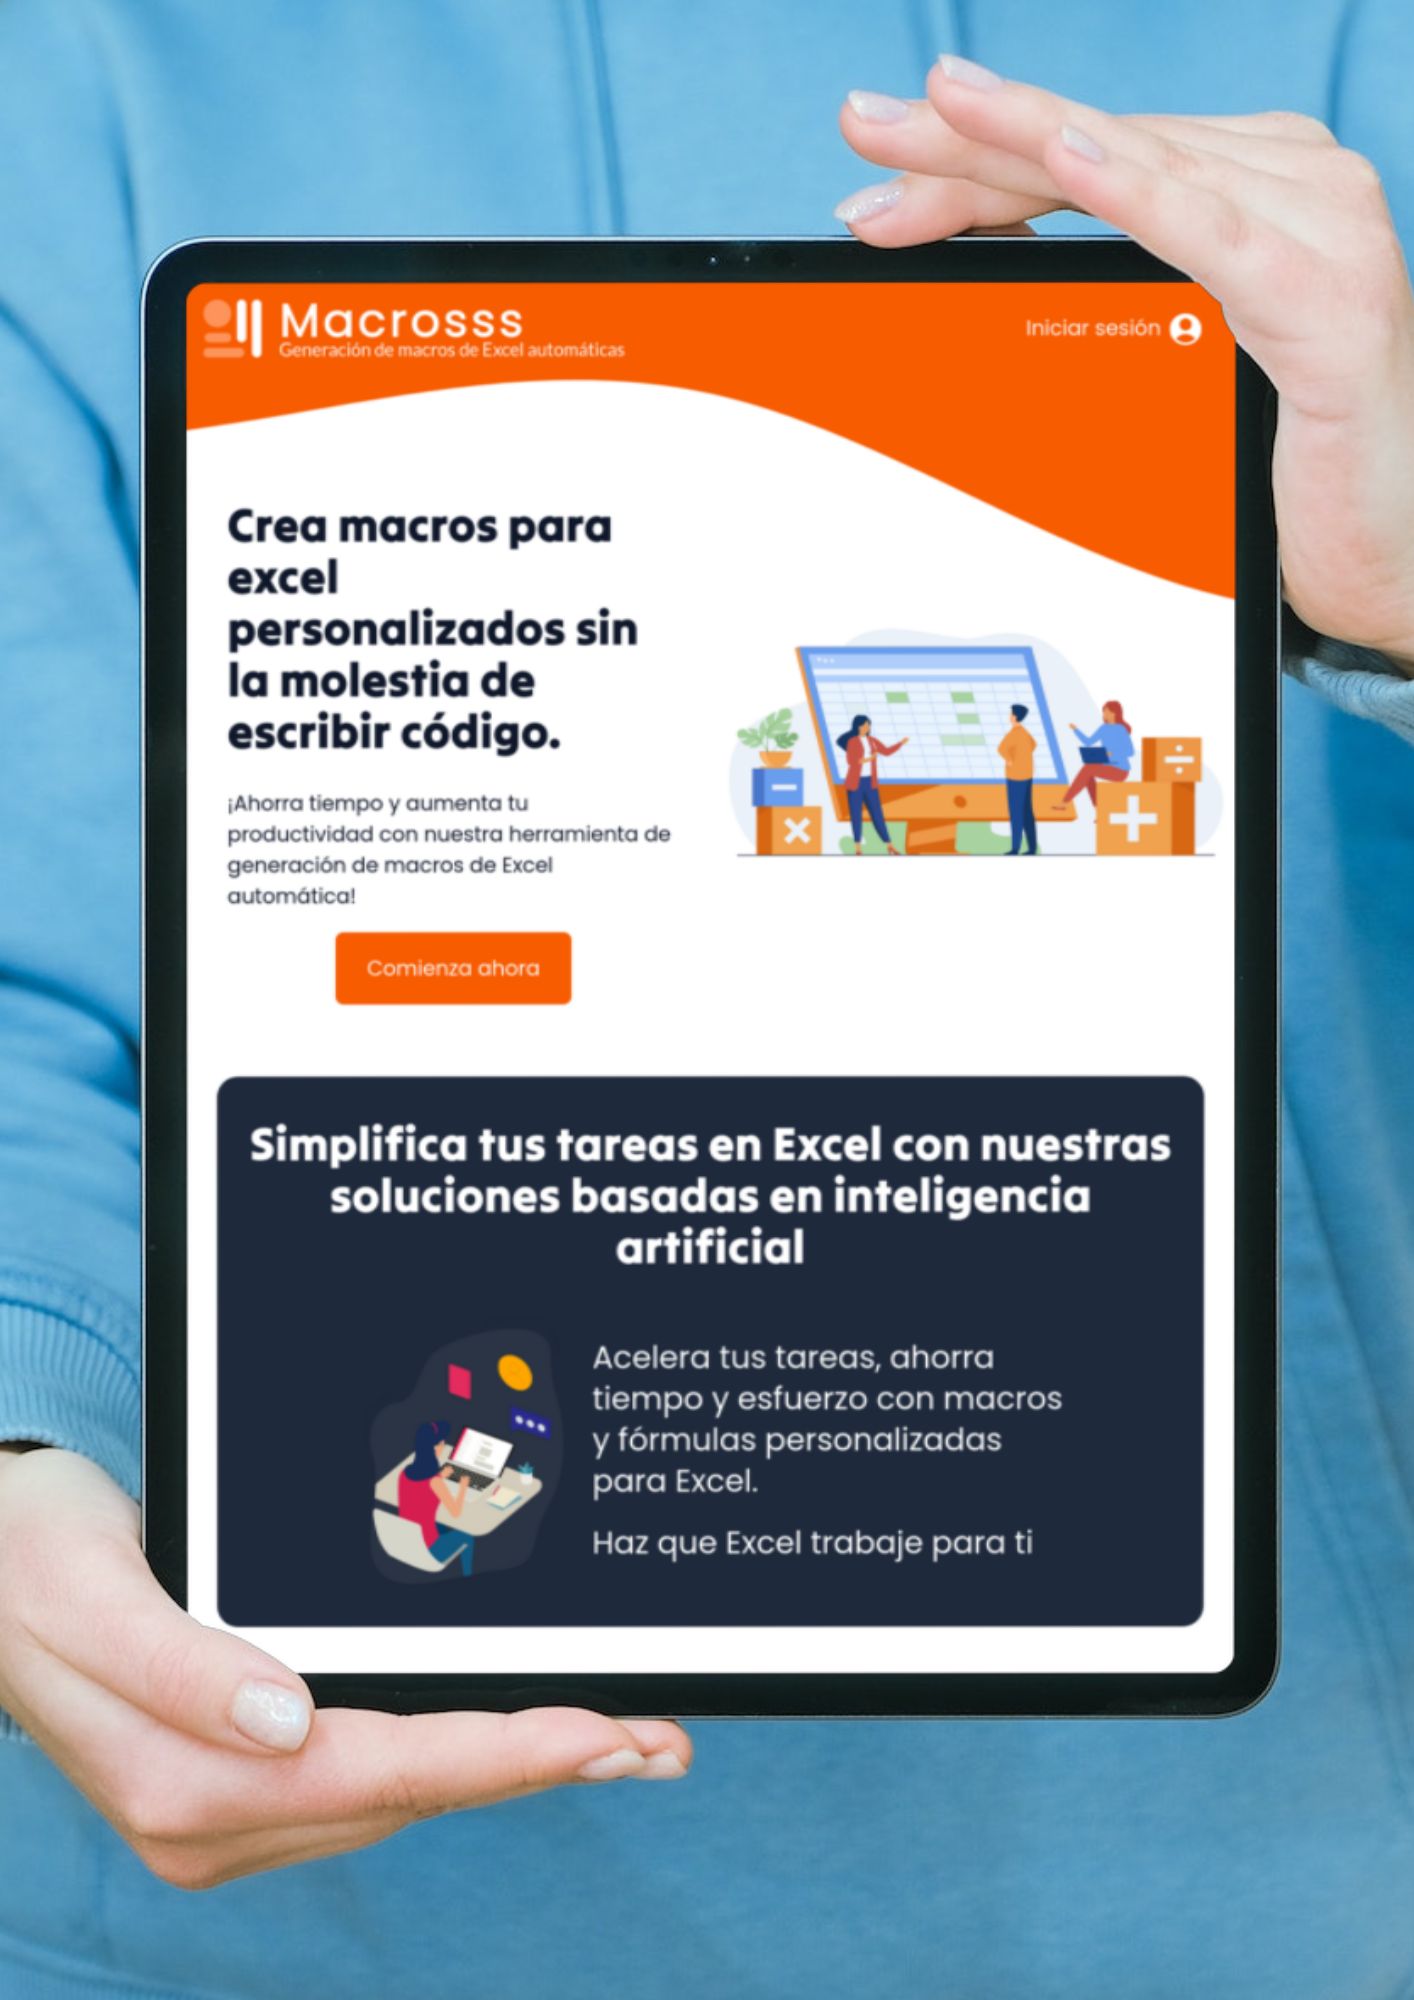 Macrosss
Generación de macros de Excel automáticas
Iniciar sesión
Crea macros para
excel
personalizados sin
la molestia de
escribir código.
¡Ahorra tiempo y aumenta tu
productividad con nuestra herramienta de
generación de macros de Excel
automática!
Comienza ahora
Simplifica tus tareas en Excel con nuestras
soluciones basadas en inteligencia
artificial
Acelera tus tareas, ahorra
tiempo y esfuerzo con macros
y fórmulas personalizadas
para Excel.
Haz que Excel trabaje para ti